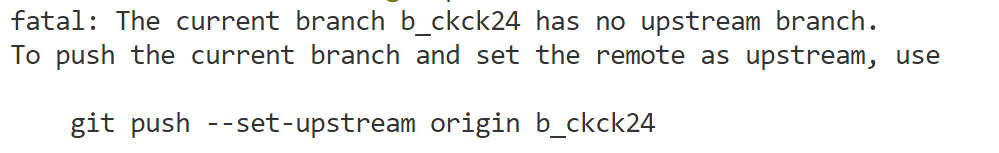 fatal: The current branch b_ckck24 has no upstream branch.
To push the current branch and set the remote as upstream, use
git push --set-upstream origin b_ckck24